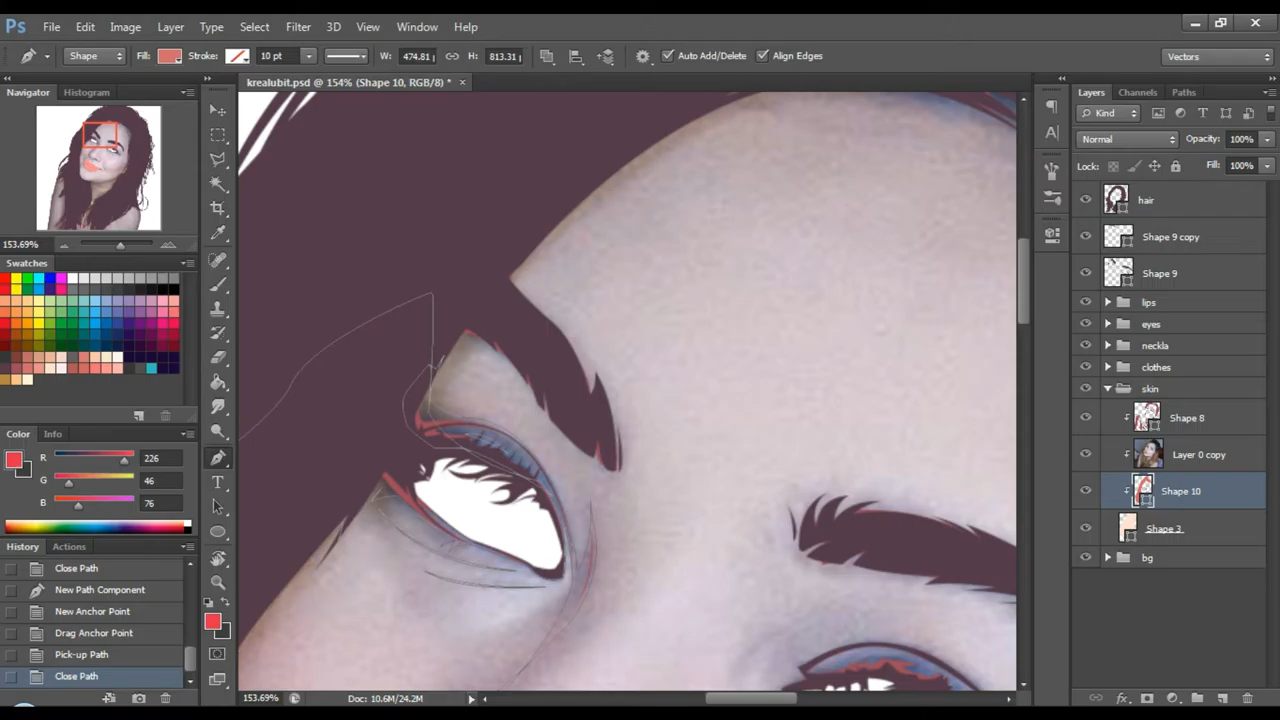 Ps File Edit Image Layer Type Select Filter 3D View Window Help
Shape Fill: Stroke: 10 pt W: 474.81 H: 813.31 Auto Add/Delete Align Edges Vectors
Navigator Histogram
krealubit.psd @ 154% (Shape 10, RGB/8) *
Layers Channels Paths
Kind
Normal Opacity: 100%
Lock: Fill: 100%
hair
Shape 9 copy
Shape 9
lips
eyes
neckla
clothes
skin
Shape 8
Layer 0 copy
Shape 10
Shape 3
bg
153.69%
Swatches
Color Info
R 226
G 46
B 76
History Actions
Close Path
New Path Component
New Anchor Point
Drag Anchor Point
Pick-up Path
Close Path
153.69% Doc: 10.6M/24.2M